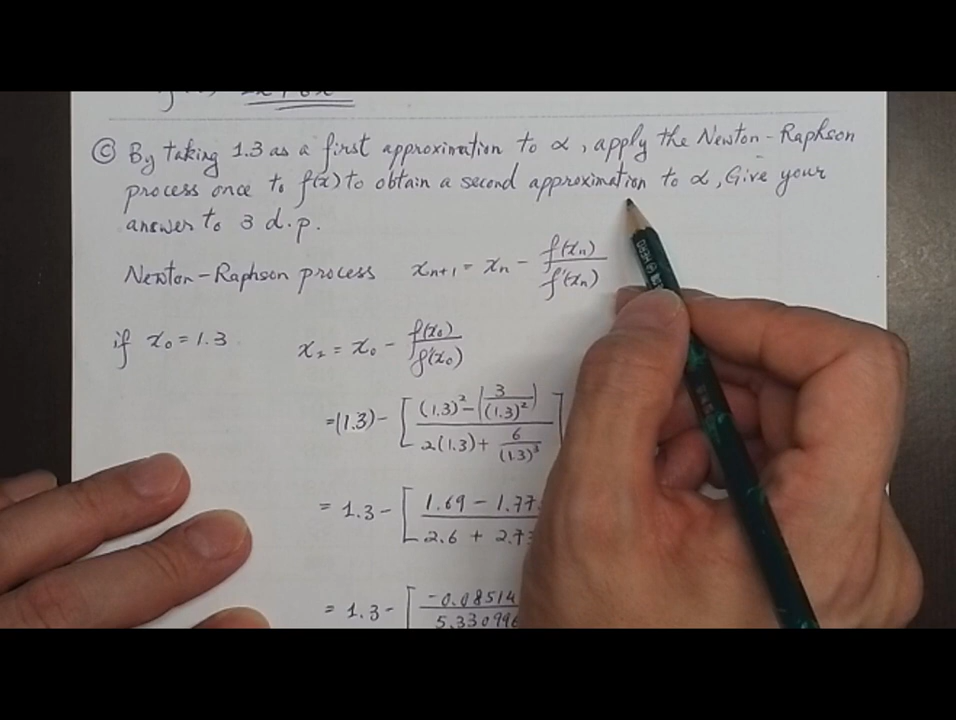 © By taking 1.3 as a first approximation to α, apply the Newton-Raphson
process once to f(x) to obtain a second approximation to α, Give your
answer to 3 d.p.
Newton-Raphson process xₙ₊₁ = xₙ - f(xₙ)/f'(xₙ)
if x₀ = 1.3 x₁ = x₀ - f(x₀)/f'(x₀)
=(1.3)-[((1.3)²-(3/(1.3)²))/(2(1.3)+6/(1.3)³)]
= 1.3-[(1.69 - 1.77
2.6 + 2.73
= 1.3-[(-0.08514
5.330996
HERO